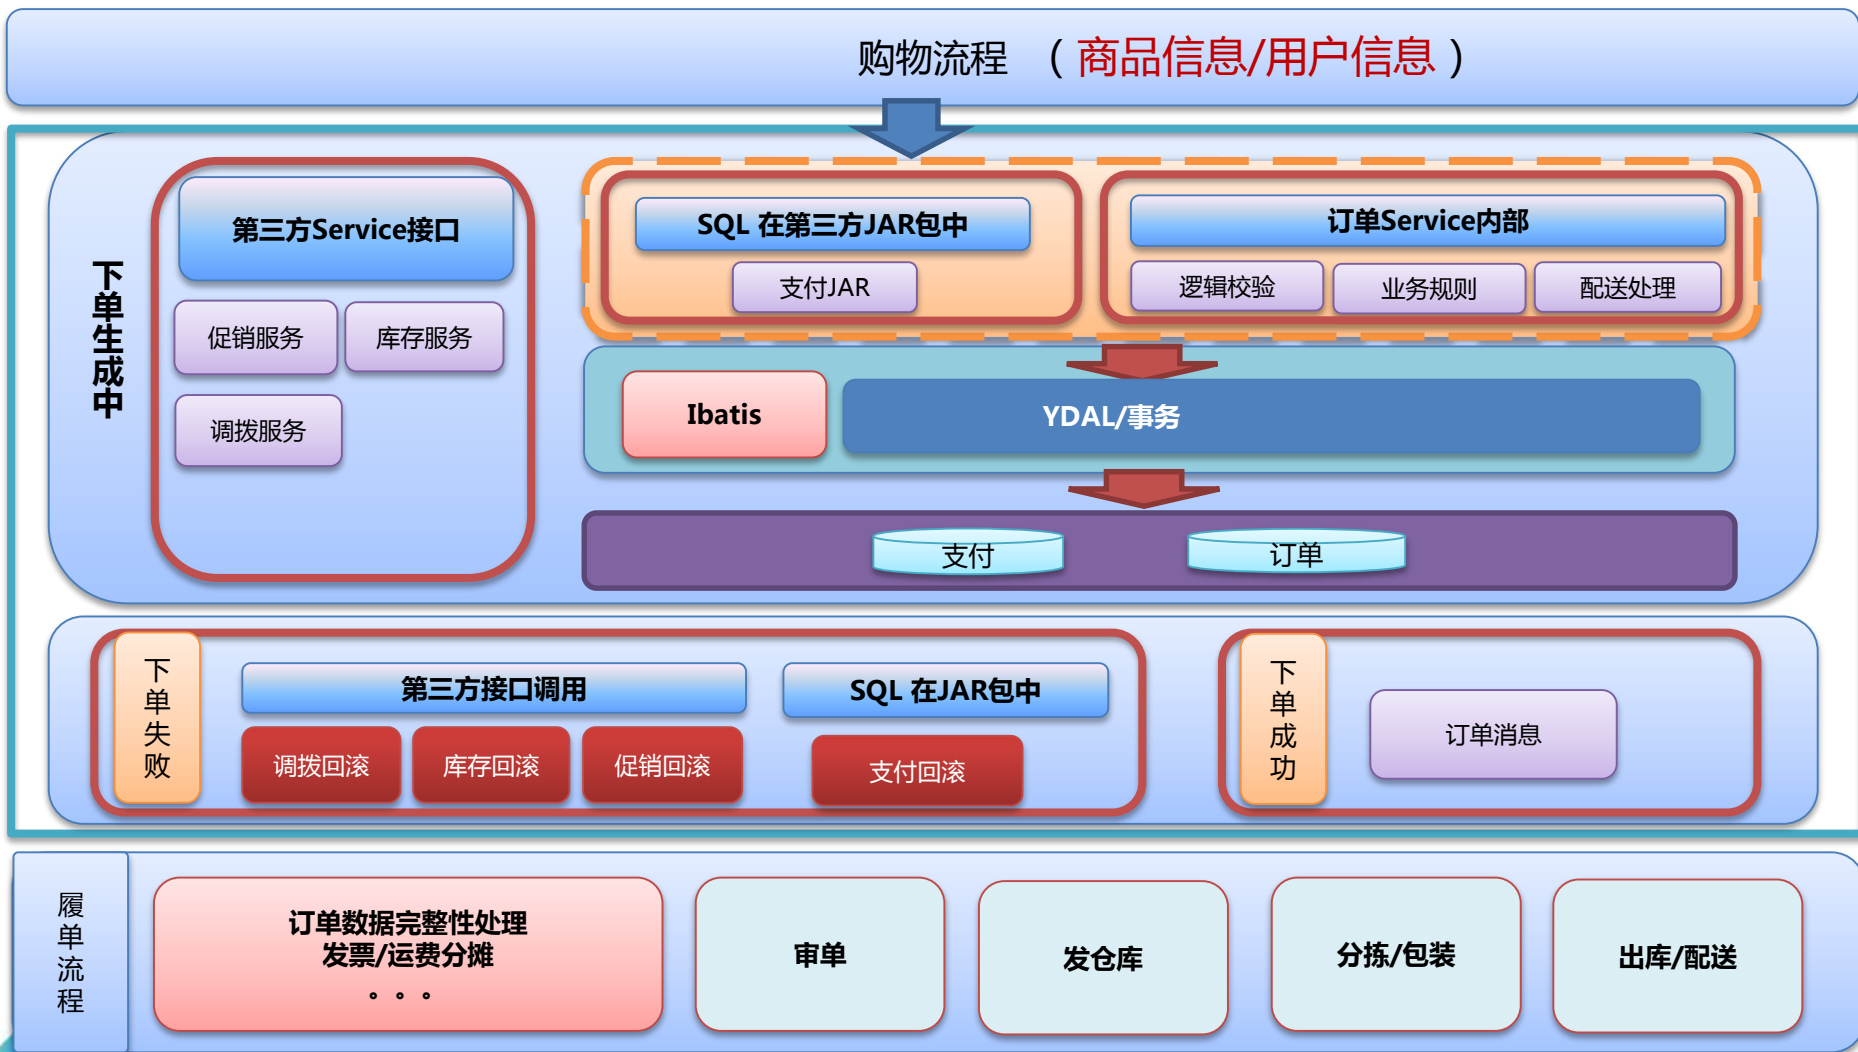 购物流程 （商品信息/用户信息）
下单生成中
第三方Service接口
促销服务
库存服务
调拨服务
SQL 在第三方JAR包中
支付JAR
订单Service内部
逻辑校验
业务规则
配送处理
Ibatis
YDAL/事务
支付
订单
下单失败
第三方接口调用
调拨回滚
库存回滚
促销回滚
SQL 在JAR包中
支付回滚
下单成功
订单消息
履单流程
订单数据完整性处理
发票/运费分摊
。。。
审单
发仓库
分拣/包装
出库/配送